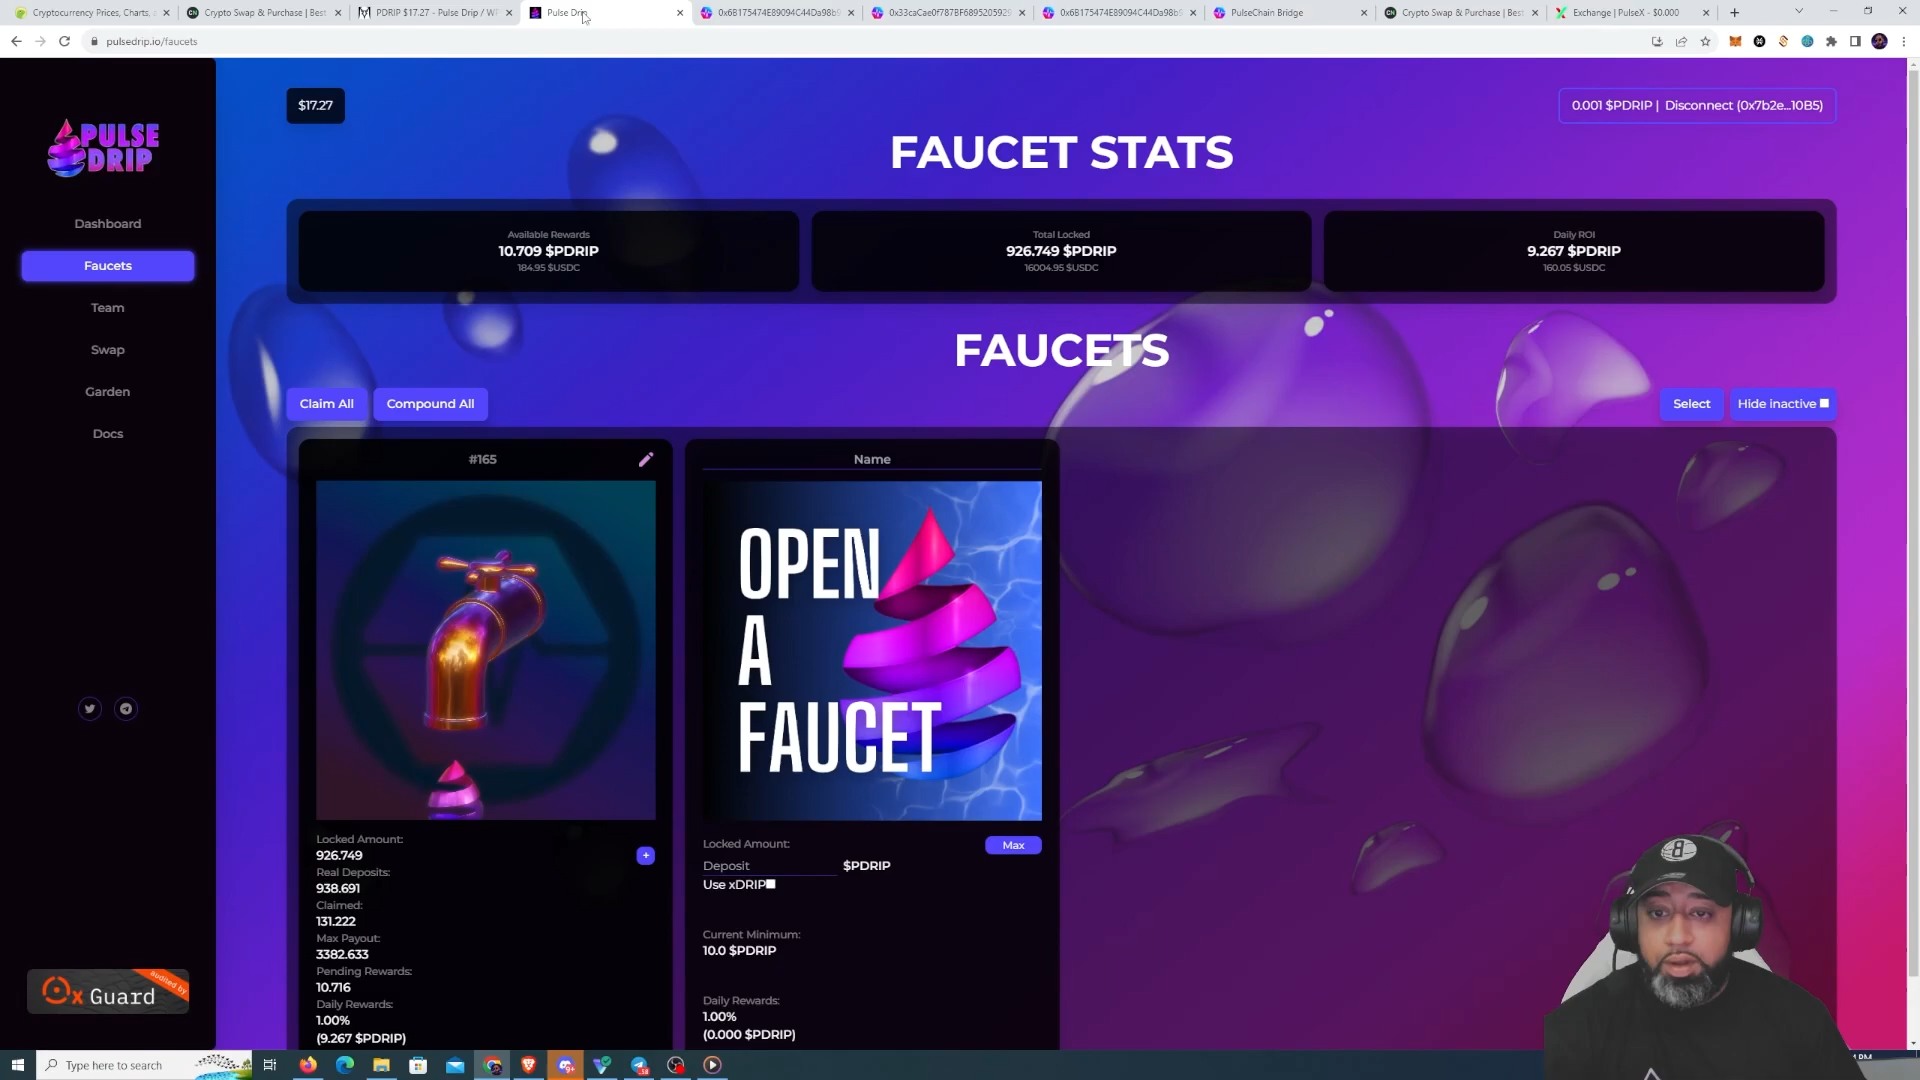 Cryptocurrency Prices, Charts,
Crypto Swap & Purchase | Best
PDRIP $17.27 - Pulse Drip / WP
Pulse Drip
0x6B175474E89094C44Da98b9
0x33caCae0f787BF6895205929
0x6B175474E89094C44Da98b9
PulseChain Bridge
Crypto Swap & Purchase | Best
Exchange | PulseX - $0.000
pulsedrip.io/faucets
PULSE
DRIP
Dashboard
Faucets
Team
Swap
Garden
Docs
audited by
x Guard
$17.27
0.001 $PDRIP | Disconnect (0x7b2e...10B5)
FAUCET STATS
Available Rewards
10.709 $PDRIP
184.95 $USDC
Total Locked
926.749 $PDRIP
16004.95 $USDC
Daily ROI
9.267 $PDRIP
160.05 $USDC
FAUCETS
Claim All
Compound All
Select
Hide inactive
#165
Locked Amount:
926.749
Real Deposits:
938.691
Claimed:
131.222
Max Payout:
3382.633
Pending Rewards:
10.716
Daily Rewards:
1.00%
(9.267 $PDRIP)
Name
OPEN
A
FAUCET
Locked Amount:
Max
Deposit
$PDRIP
Use xDRIP
Current Minimum:
10.0 $PDRIP
Daily Rewards:
1.00%
(0.000 $PDRIP)
Type here to search